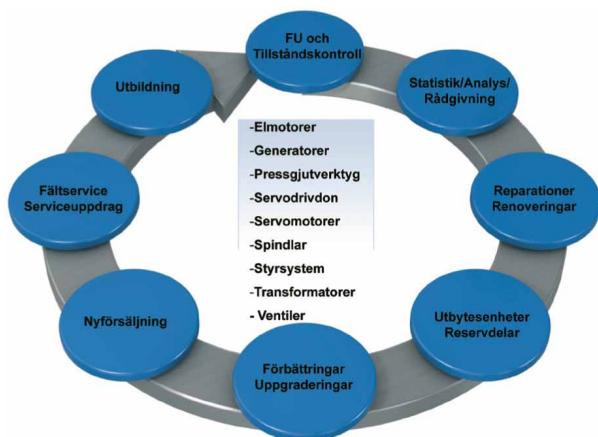 FU och
Tillståndskontroll
Statistik/Analys/
Rådgivning
Reparationer
Renoveringar
Utbytesenheter
Reservdelar
Förbättringar
Uppgraderingar
Nyförsäljning
Fältservice
Serviceuppdrag
Utbildning
-Elmotorer
-Generatorer
-Pressgjutverktyg
-Servodrivdon
-Servomotorer
-Spindlar
-Styrsystem
-Transformatorer
- Ventiler